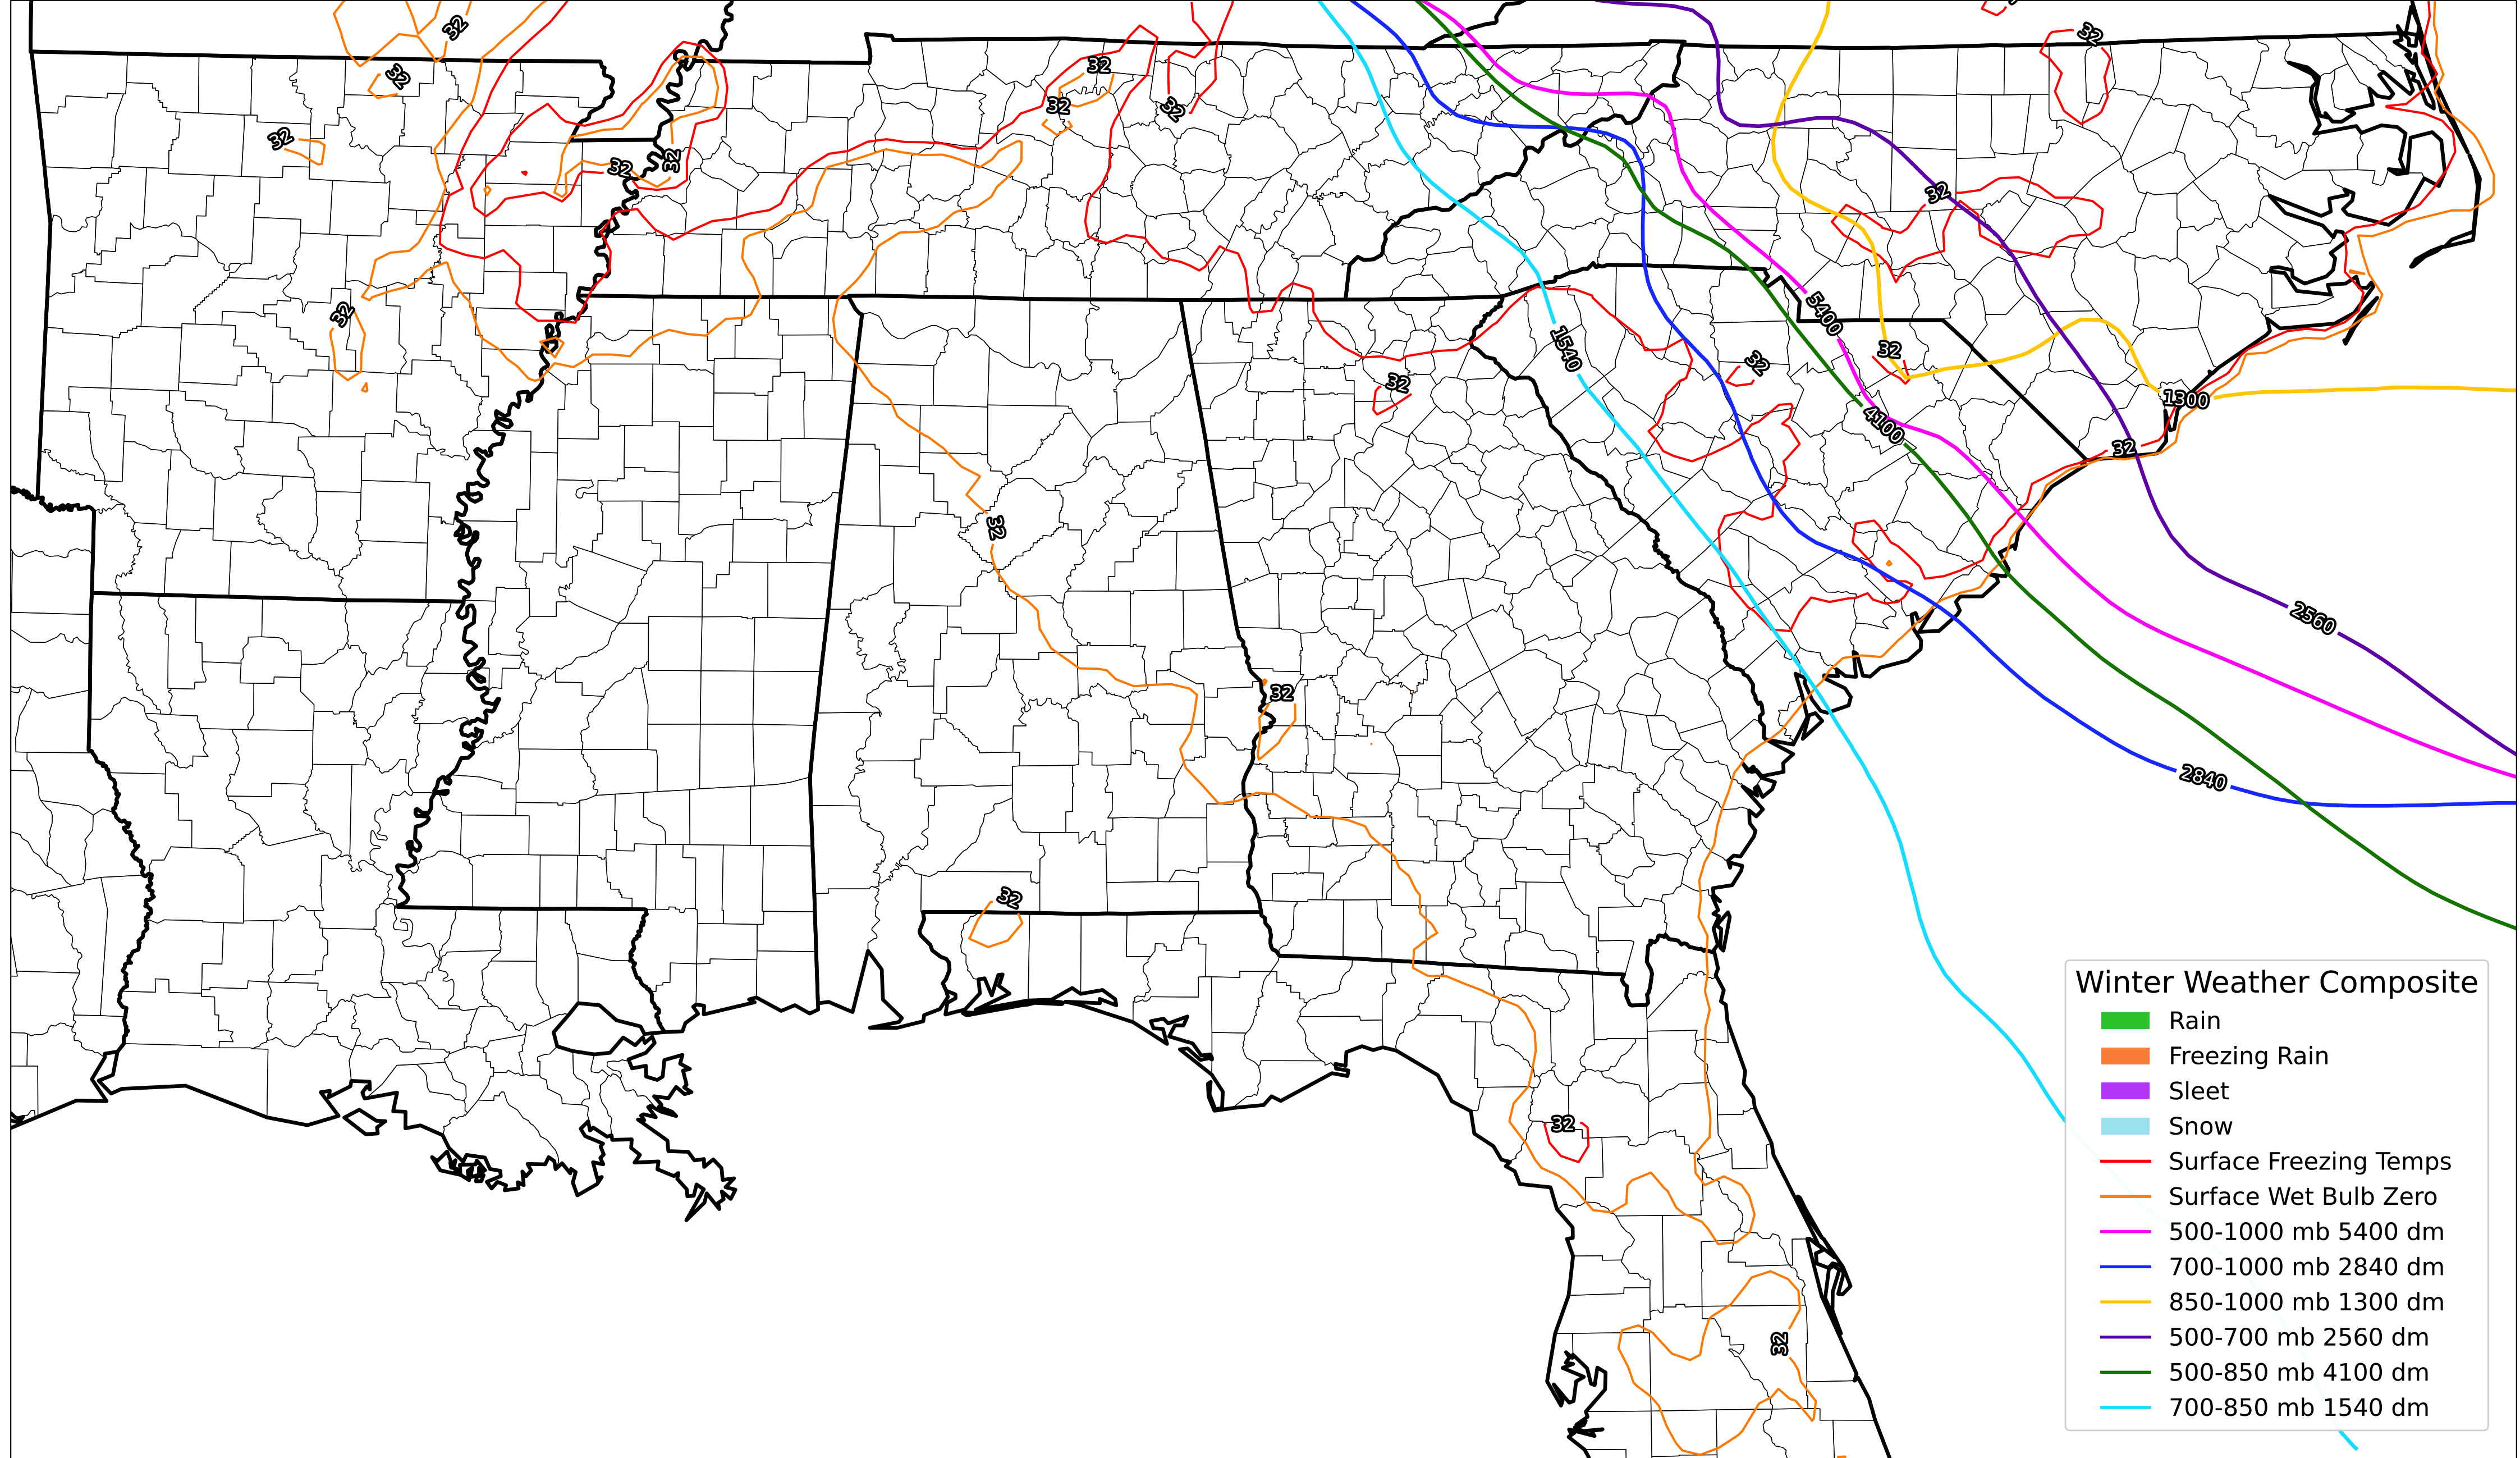 32
32
32
32
32
32
32
32
32
32
32
5400
1540
32
32
32
1300
4100
32
32
2560
32
2840
32
32
32
Winter Weather Composite
Rain
Freezing Rain
Sleet
Snow
Surface Freezing Temps
Surface Wet Bulb Zero
500-1000 mb 5400 dm
700-1000 mb 2840 dm
850-1000 mb 1300 dm
500-700 mb 2560 dm
500-850 mb 4100 dm
700-850 mb 1540 dm